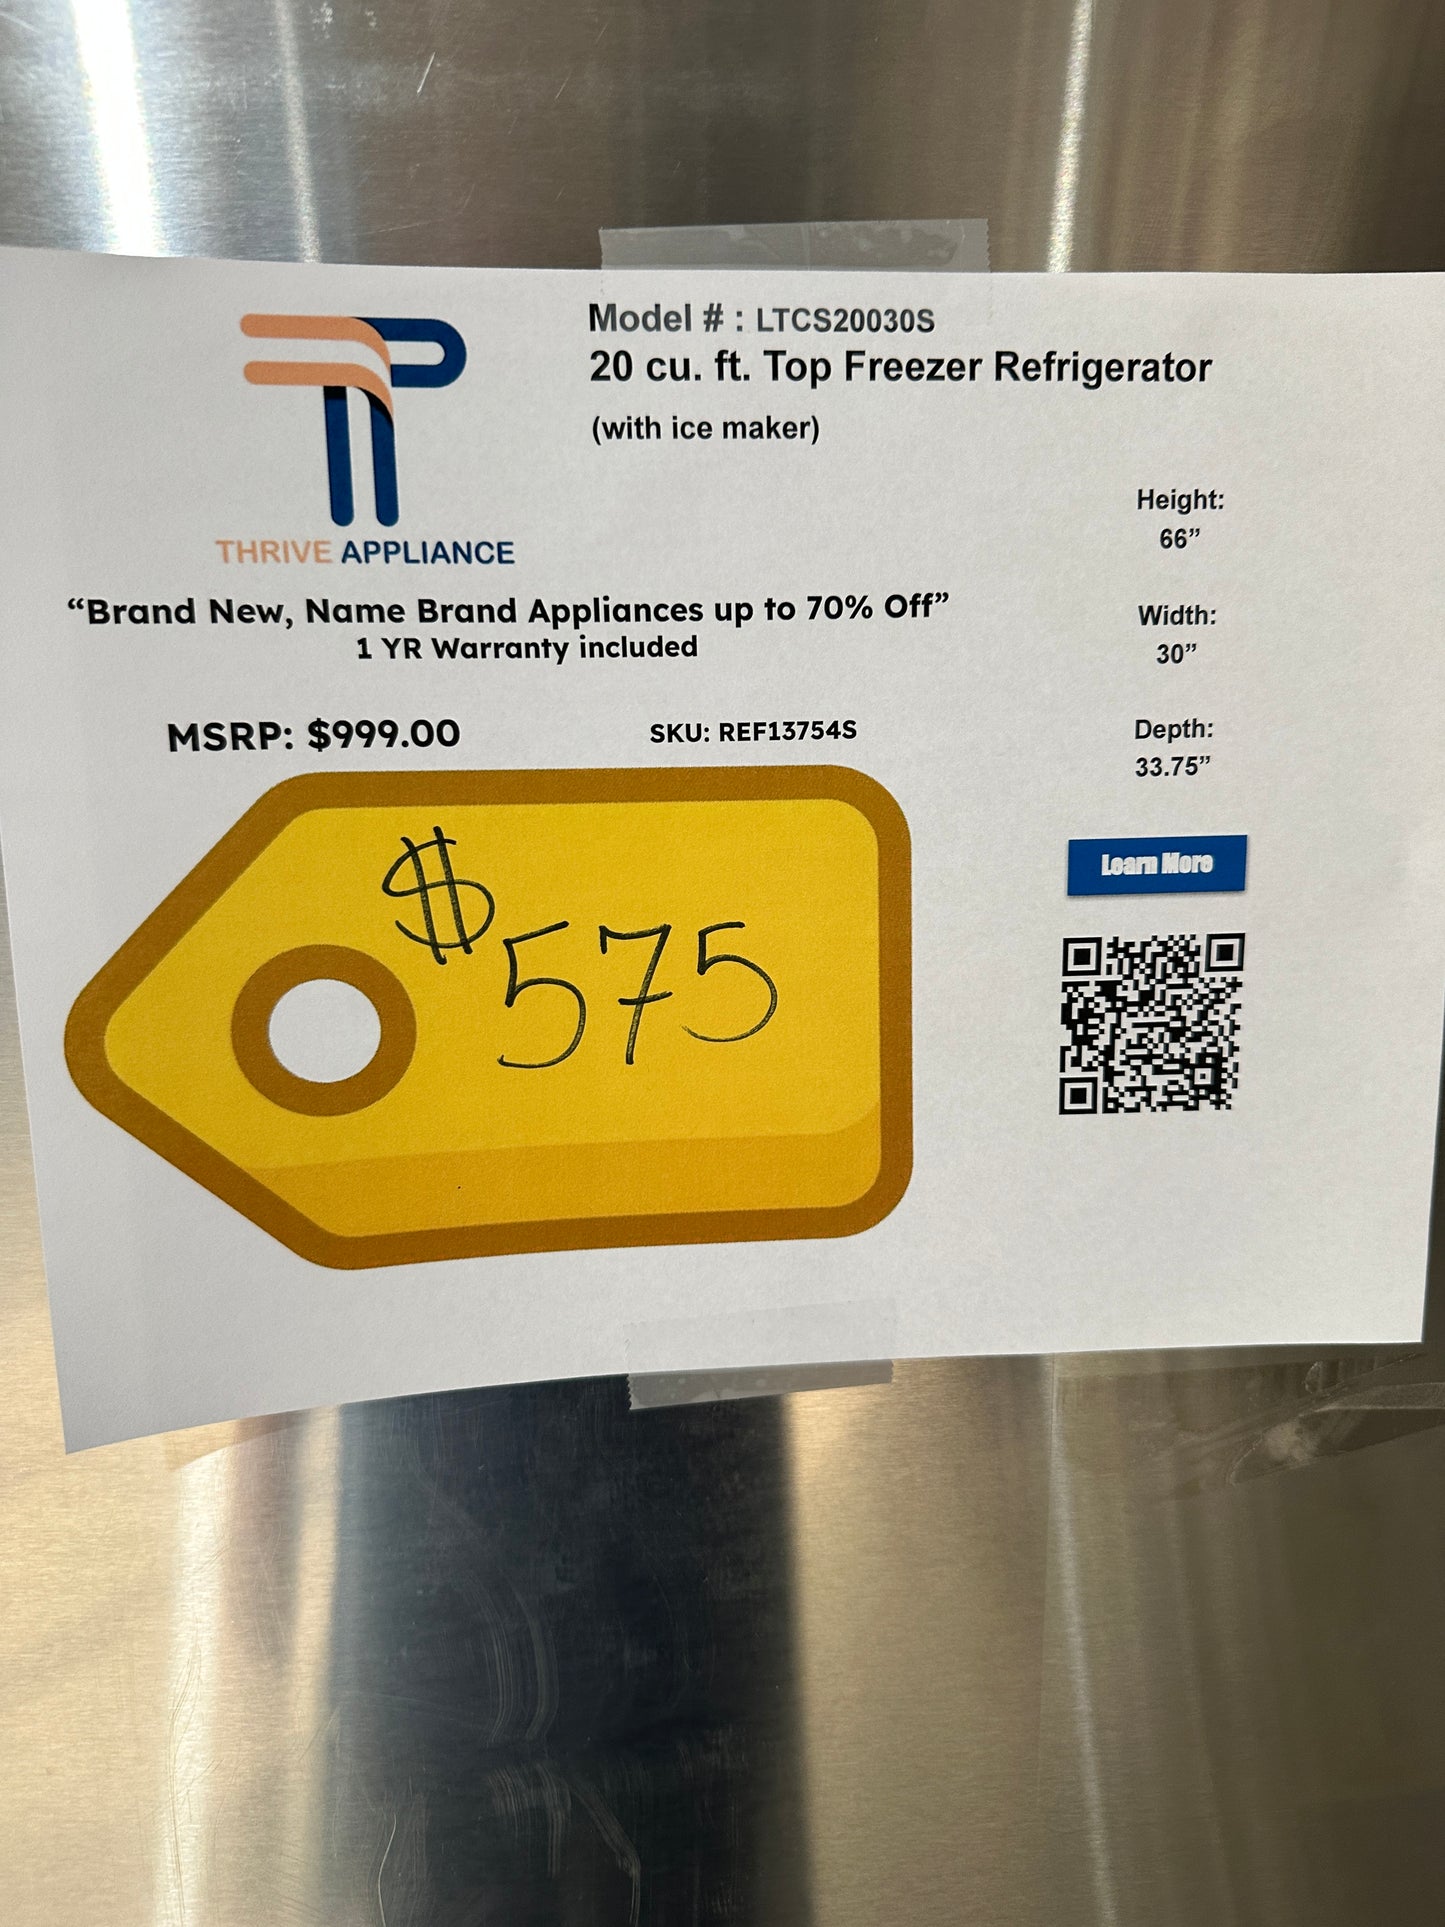 Model # : LTCS20030S
20 cu. ft. Top Freezer Refrigerator
(with ice maker)
THRIVE APPLIANCE
“Brand New, Name Brand Appliances up to 70% Off”
1 YR Warranty included
MSRP: $999.00
SKU: REF13754S
$575
Height:
66”
Width:
30”
Depth:
33.75”
Learn More